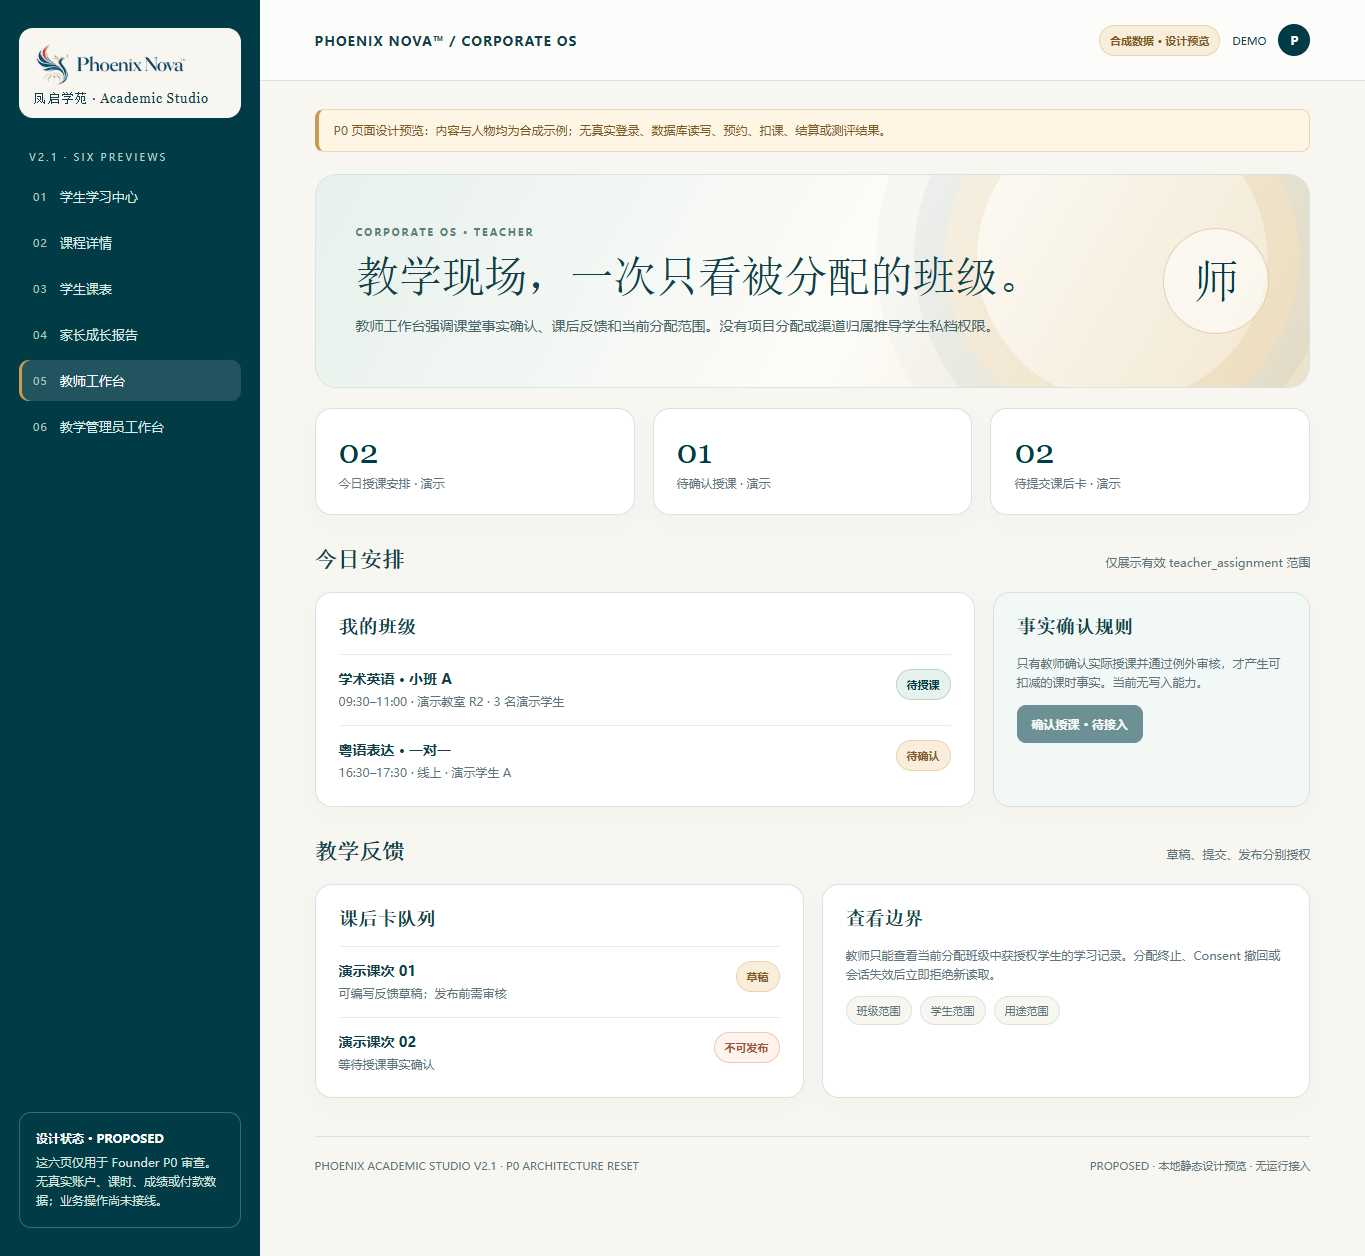 Phoenix Nova™
凤启学苑 · Academic Studio
V2.1 · SIX PREVIEWS
01 学生学习中心
02 课程详情
03 学生课表
04 家长成长报告
05 教师工作台
06 教学管理员工作台
设计状态 • PROPOSED
这六页仅用于 Founder P0 审查。
无真实账户、课时、成绩或付款数
据；业务操作尚未接线。
PHOENIX NOVA™ / CORPORATE OS
合成数据 • 设计预览
DEMO
P
P0 页面设计预览：内容与人物均为合成示例；无真实登录、数据库读写、预约、扣课、结算或测评结果。
CORPORATE OS • TEACHER
教学现场，一次只看被分配的班级。
教师工作台强调课堂事实确认、课后反馈和当前分配范围。没有项目分配或渠道归属推导学生私档权限。
师
02
今日授课安排 · 演示
01
待确认授课 · 演示
02
待提交课后卡 · 演示
今日安排
仅展示有效 teacher_assignment 范围
我的班级
学术英语 • 小班 A
09:30–11:00 · 演示教室 R2 · 3 名演示学生
待授课
粤语表达 • 一对一
16:30–17:30 · 线上 · 演示学生 A
待确认
事实确认规则
只有教师确认实际授课并通过例外审核，才产生可
扣减的课时事实。当前无写入能力。
确认授课 • 待接入
教学反馈
草稿、提交、发布分别授权
课后卡队列
演示课次 01
可编写反馈草稿；发布前需审核
草稿
演示课次 02
等待授课事实确认
不可发布
查看边界
教师只能查看当前分配班级中获授权学生的学习记录。分配终止、Consent 撤回或
会话失效后立即拒绝新读取。
班级范围
学生范围
用途范围
PHOENIX ACADEMIC STUDIO V2.1 · P0 ARCHITECTURE RESET
PROPOSED · 本地静态设计预览 · 无运行接入